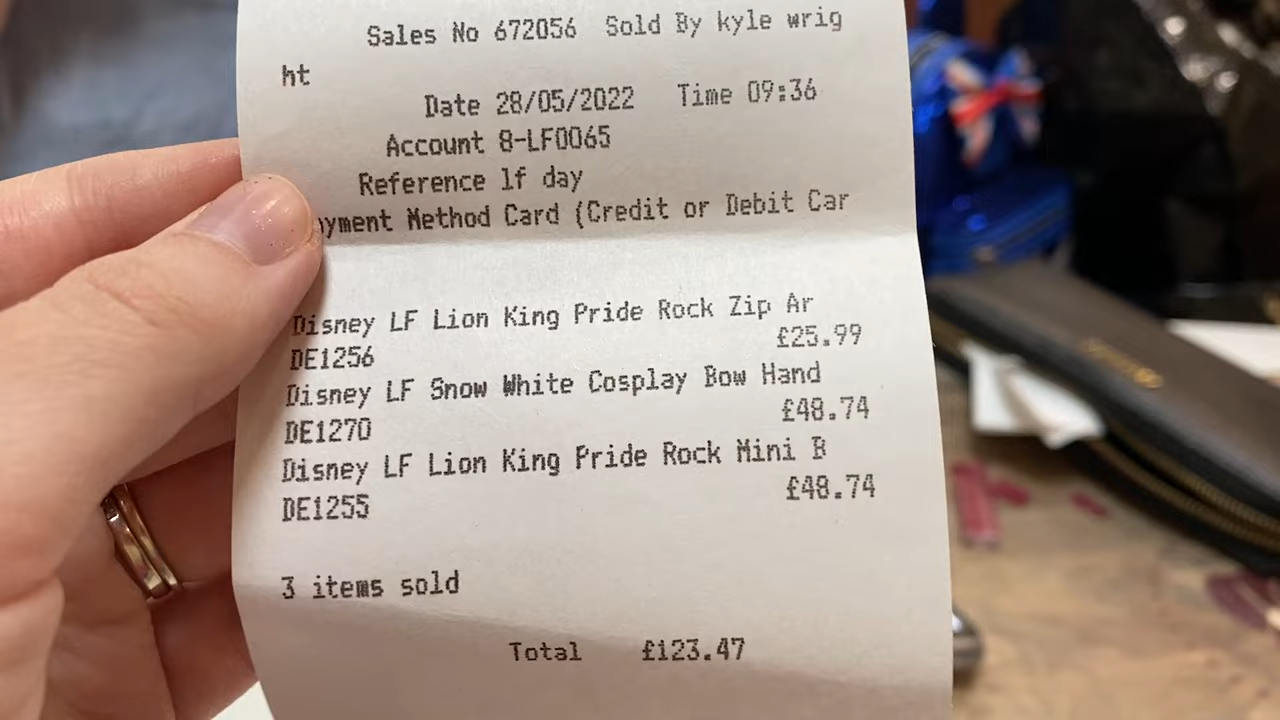 Sales No 672056 Sold By kyle wrig
ht
Date 28/05/2022 Time 09:36
Account 8-LF0065
Reference lf day
yment Method Card (Credit or Debit Car
Disney LF Lion King Pride Rock Zip Ar
£25.99
DE1256
Disney LF Snow White Cosplay Bow Hand
£48.74
DE1270
Disney LF Lion King Pride Rock Mini B
£48.74
DE1255
3 items sold
Total £123.47